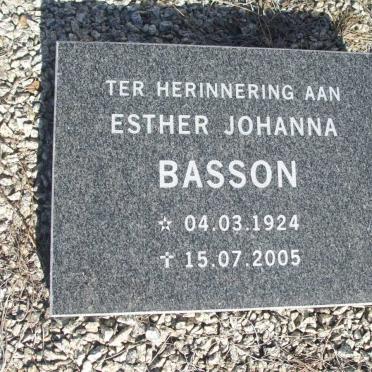 TER HERINNERING AAN
ESTHER JOHANNA
BASSON
☆ 04.03.1924
✝ 15.07.2005